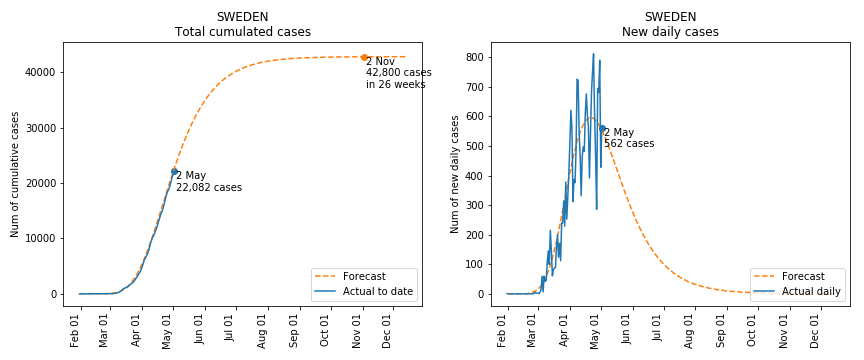 SWEDEN
Total cumulated cases
Num of cumulative cases
40000
30000
20000
10000
0
2 Nov
42,800 cases
in 26 weeks
2 May
22,082 cases
Forecast
Actual to date
Feb 01
Mar 01
Apr 01
May 01
Jun 01
Jul 01
Aug 01
Sep 01
Oct 01
Nov 01
Dec 01
SWEDEN
New daily cases
Num of new daily cases
800
700
600
500
400
300
200
100
0
2 May
562 cases
Forecast
Actual daily
Feb 01
Mar 01
Apr 01
May 01
Jun 01
Jul 01
Aug 01
Sep 01
Oct 01
Nov 01
Dec 01